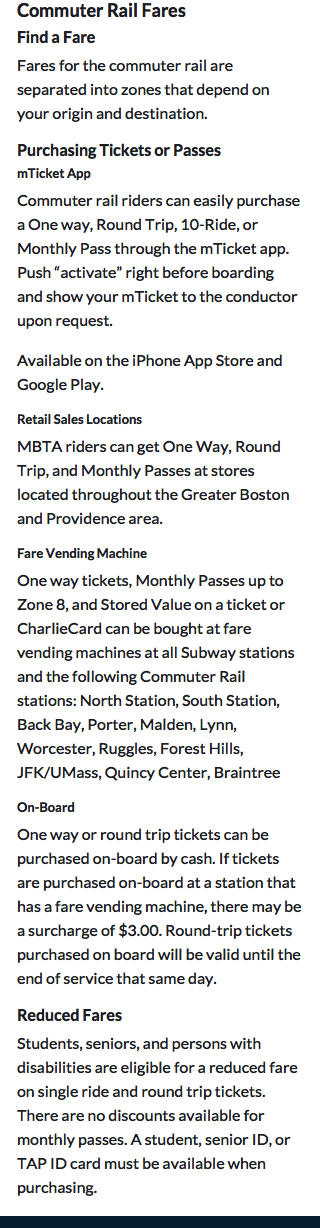 Commuter Rail Fares
Find a Fare
Fares for the commuter rail are
separated into zones that depend on
your origin and destination.
Purchasing Tickets or Passes
mTicket App
Commuter rail riders can easily purchase
a One way, Round Trip, 10-Ride, or
Monthly Pass through the mTicket app.
Push “activate” right before boarding
and show your mTicket to the conductor
upon request.
Available on the iPhone App Store and
Google Play.
Retail Sales Locations
MBTA riders can get One Way, Round
Trip, and Monthly Passes at stores
located throughout the Greater Boston
and Providence area.
Fare Vending Machine
One way tickets, Monthly Passes up to
Zone 8, and Stored Value on a ticket or
CharlieCard can be bought at fare
vending machines at all Subway stations
and the following Commuter Rail
stations: North Station, South Station,
Back Bay, Porter, Malden, Lynn,
Worcester, Ruggles, Forest Hills,
JFK/UMass, Quincy Center, Braintree
On-Board
One way or round trip tickets can be
purchased on-board by cash. If tickets
are purchased on-board at a station that
has a fare vending machine, there may be
a surcharge of $3.00. Round-trip tickets
purchased on board will be valid until the
end of service that same day.
Reduced Fares
Students, seniors, and persons with
disabilities are eligible for a reduced fare
on single ride and round trip tickets.
There are no discounts available for
monthly passes. A student, senior ID, or
TAP ID card must be available when
purchasing.